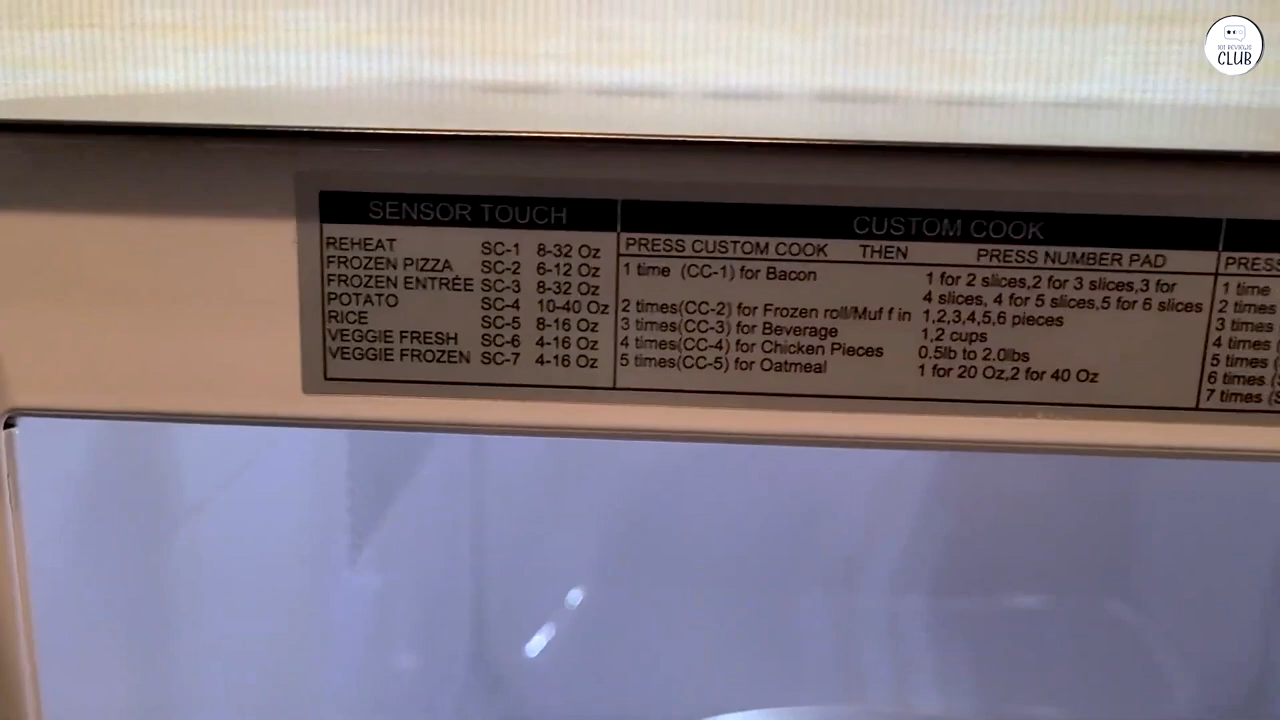 101 REVIEWS
CLUB
SENSOR TOUCH
REHEAT SC-1 8-32 Oz
FROZEN PIZZA SC-2 6-12 Oz
FROZEN ENTRÉE SC-3 8-32 Oz
POTATO SC-4 10-40 Oz
RICE SC-5 8-16 Oz
VEGGIE FRESH SC-6 4-16 Oz
VEGGIE FROZEN SC-7 4-16 Oz
CUSTOM COOK
PRESS CUSTOM COOK THEN PRESS NUMBER PAD
1 time (CC-1) for Bacon 1 for 2 slices,2 for 3 slices,3 for
4 slices, 4 for 5 slices,5 for 6 slices
2 times(CC-2) for Frozen roll/Muf f in 1,2,3,4,5,6 pieces
3 times(CC-3) for Beverage 1,2 cups
4 times(CC-4) for Chicken Pieces 0.5lb to 2.0lbs
5 times(CC-5) for Oatmeal 1 for 20 Oz,2 for 40 Oz
PRESS
1 time
2 times
3 times
4 times (
5 times (
6 times (S
7 times (S